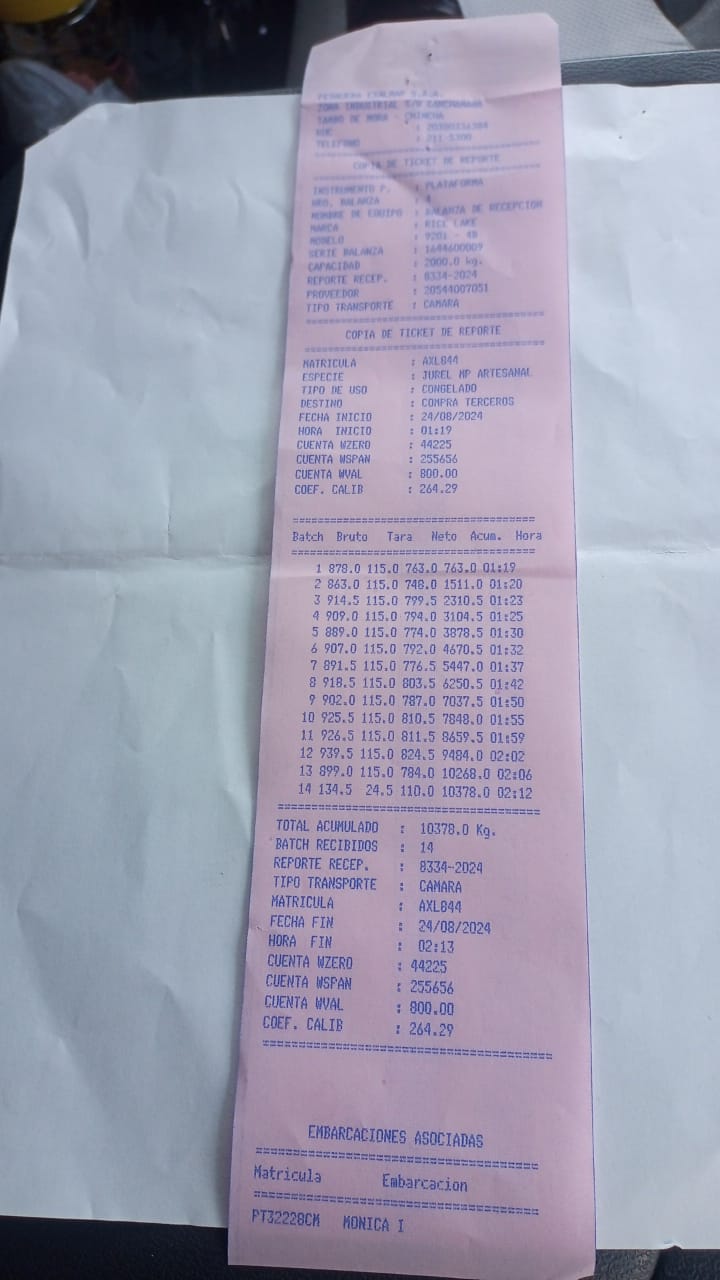 ZONA INDUSTRIAL S/N
TAMBO DE MORA - CHINCHA
RUC :
TELEFONO : 211-5300
================================
COPIA DE TICKET DE REPORTE
================================
INSTRUMENTO P. : PLATAFORMA
NRO. BALANZA : 4
NOMBRE DE EQUIPO : BALANZA DE RECEPCION
MARCA : RICE LAKE
MODELO : 920i - 4B
SERIE BALANZA : 1644600009
CAPACIDAD : 2000.0 kg.
REPORTE RECEP. : 8334-2024
PROVEEDOR : 20544007051
TIPO TRANSPORTE : CAMARA
================================
COPIA DE TICKET DE REPORTE
================================
MATRICULA : AXL844
ESPECIE : JUREL MP ARTESANAL
TIPO DE USO : CONGELADO
DESTINO : COMPRA TERCEROS
FECHA INICIO : 24/08/2024
HORA INICIO : 01:19
CUENTA WZERO : 44225
CUENTA WSPAN : 255656
CUENTA WVAL : 800.00
COEF. CALIB : 264.29
================================
Batch Bruto Tara Neto Acum. Hora
================================
1 878.0 115.0 763.0 763.0 01:19
2 863.0 115.0 748.0 1511.0 01:20
3 914.5 115.0 799.5 2310.5 01:23
4 909.0 115.0 794.0 3104.5 01:25
5 889.0 115.0 774.0 3878.5 01:30
6 907.0 115.0 792.0 4670.5 01:32
7 891.5 115.0 776.5 5447.0 01:37
8 918.5 115.0 803.5 6250.5 01:42
9 902.0 115.0 787.0 7037.5 01:50
10 925.5 115.0 810.5 7848.0 01:55
11 926.5 115.0 811.5 8659.5 01:59
12 939.5 115.0 824.5 9484.0 02:02
13 899.0 115.0 784.0 10268.0 02:06
14 134.5 24.5 110.0 10378.0 02:12
================================
TOTAL ACUMULADO : 10378.0 Kg.
BATCH RECIBIDOS : 14
REPORTE RECEP. : 8334-2024
TIPO TRANSPORTE : CAMARA
MATRICULA : AXL844
FECHA FIN : 24/08/2024
HORA FIN : 02:13
CUENTA WZERO : 44225
CUENTA WSPAN : 255656
CUENTA WVAL : 800.00
COEF. CALIB : 264.29
================================
EMBARCACIONES ASOCIADAS
================================
Matricula Embarcacion
================================
PT32228CM MONICA I